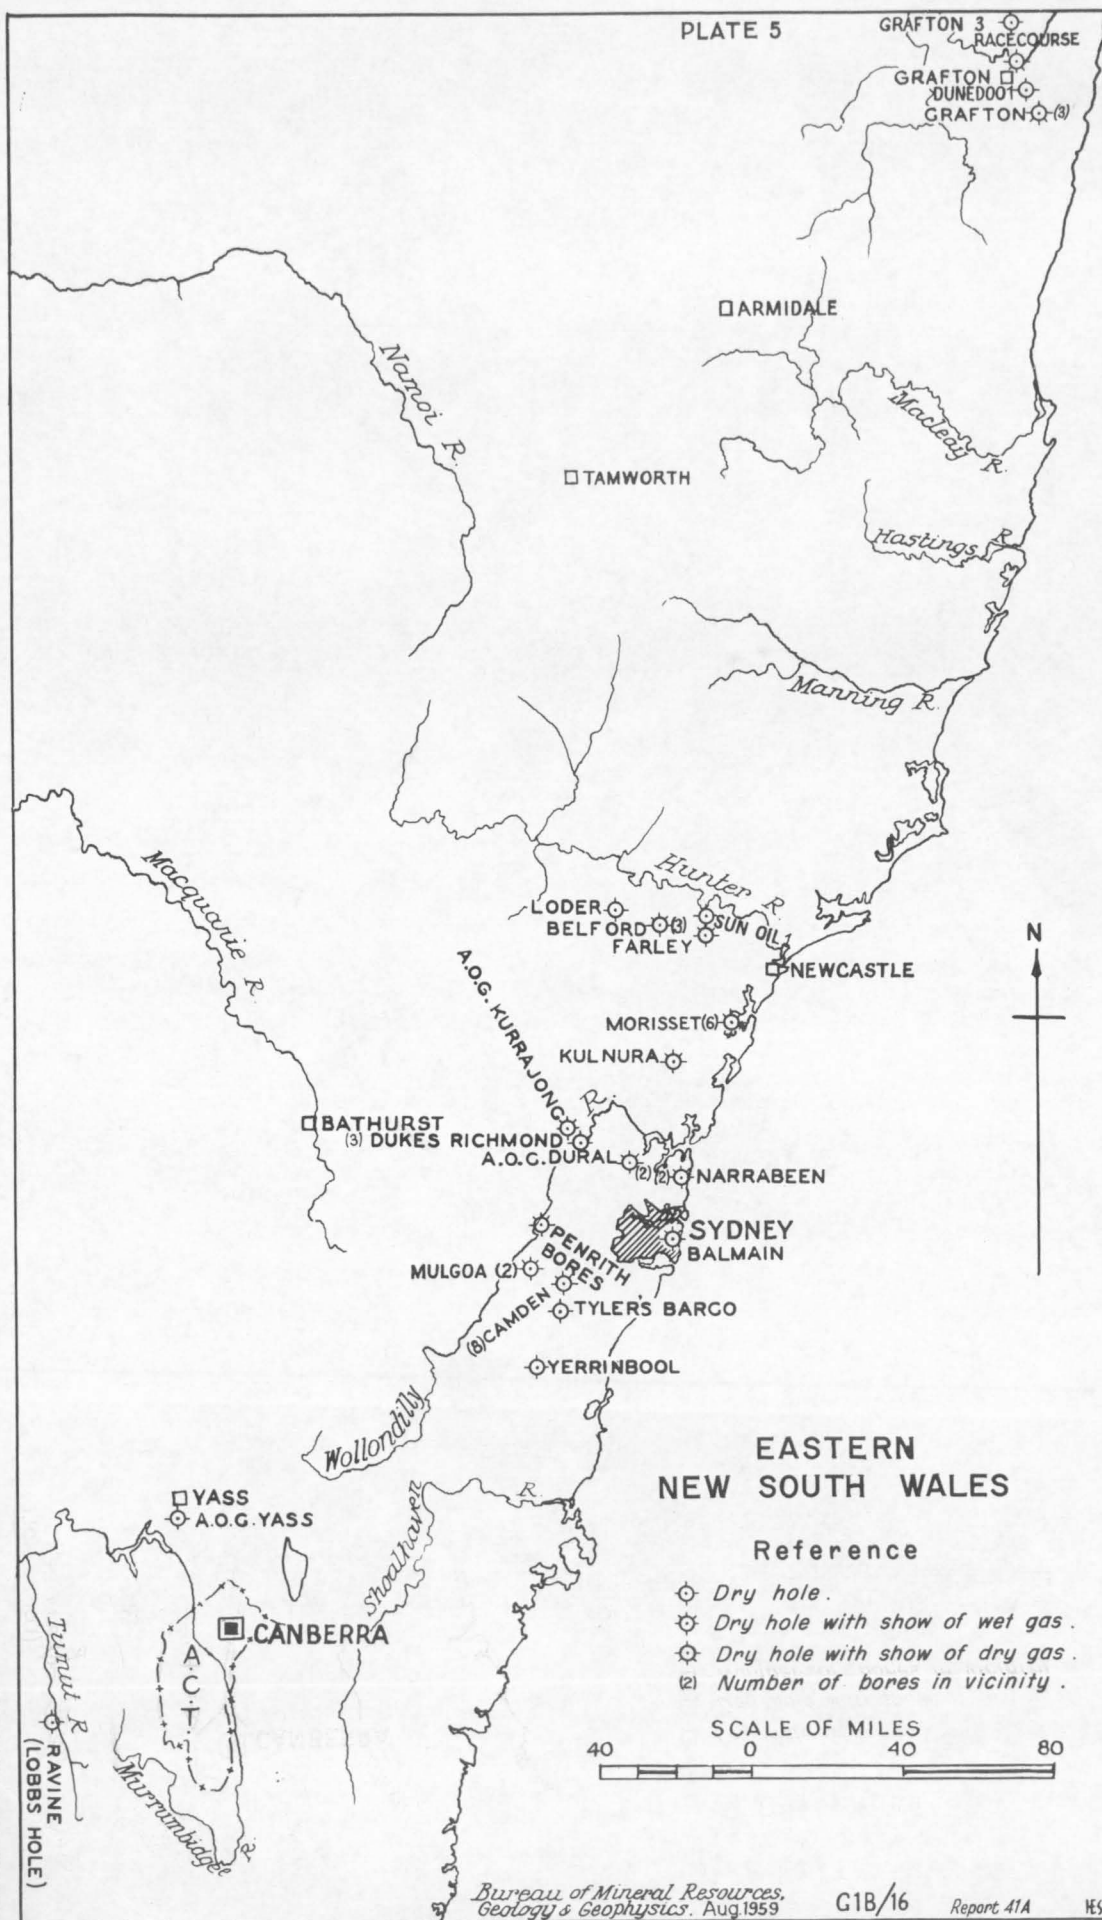 PLATE 5
GRAFTON 3
RACECOURSE
GRAFTON
DUNEDOO 1
GRAFTON (3)
ARMIDALE
Namoi R.
Macleay R.
TAMWORTH
Hastings R.
Manning R.
Macquarie R.
Hunter R.
LODER
BELFORD (3)
SUN OIL 1
FARLEY
NEWCASTLE
A.O.G. KURRAJONG
MORISSET (6)
KULNURA
R.
BATHURST
(3) DUKES RICHMOND
A.O.G. DURAL (2)
(2) NARRABEEN
SYDNEY
BALMAIN
PENRITH
BORES
MULGOA (2)
(8) CAMDEN
TYLER'S BARGO
YERRINBOOL
Wollondilly
EASTERN
NEW SOUTH WALES
YASS
A.O.G. YASS
Shoalhaven R.
Reference
Dry hole.
Dry hole with show of wet gas.
Dry hole with show of dry gas.
(2) Number of bores in vicinity.
CANBERRA
A.C.T.
Tumut R
RAVINE
(LOBBS HOLE)
Murrumbidgee R.
SCALE OF MILES
40 0 40 80
Bureau of Mineral Resources,
Geology & Geophysics. Aug.1959
G1B/16
Report 41A
N